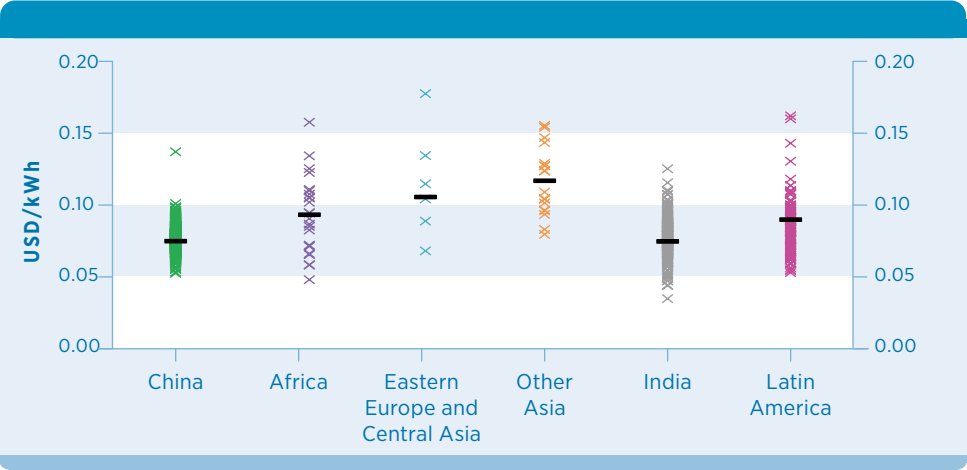 0.20
0.20
0.15
0.15
USD/kWh
0.10
0.10
0.05
0.05
0.00
0.00
China
Africa
Eastern
Europe and
Central Asia
Other
Asia
India
Latin
America